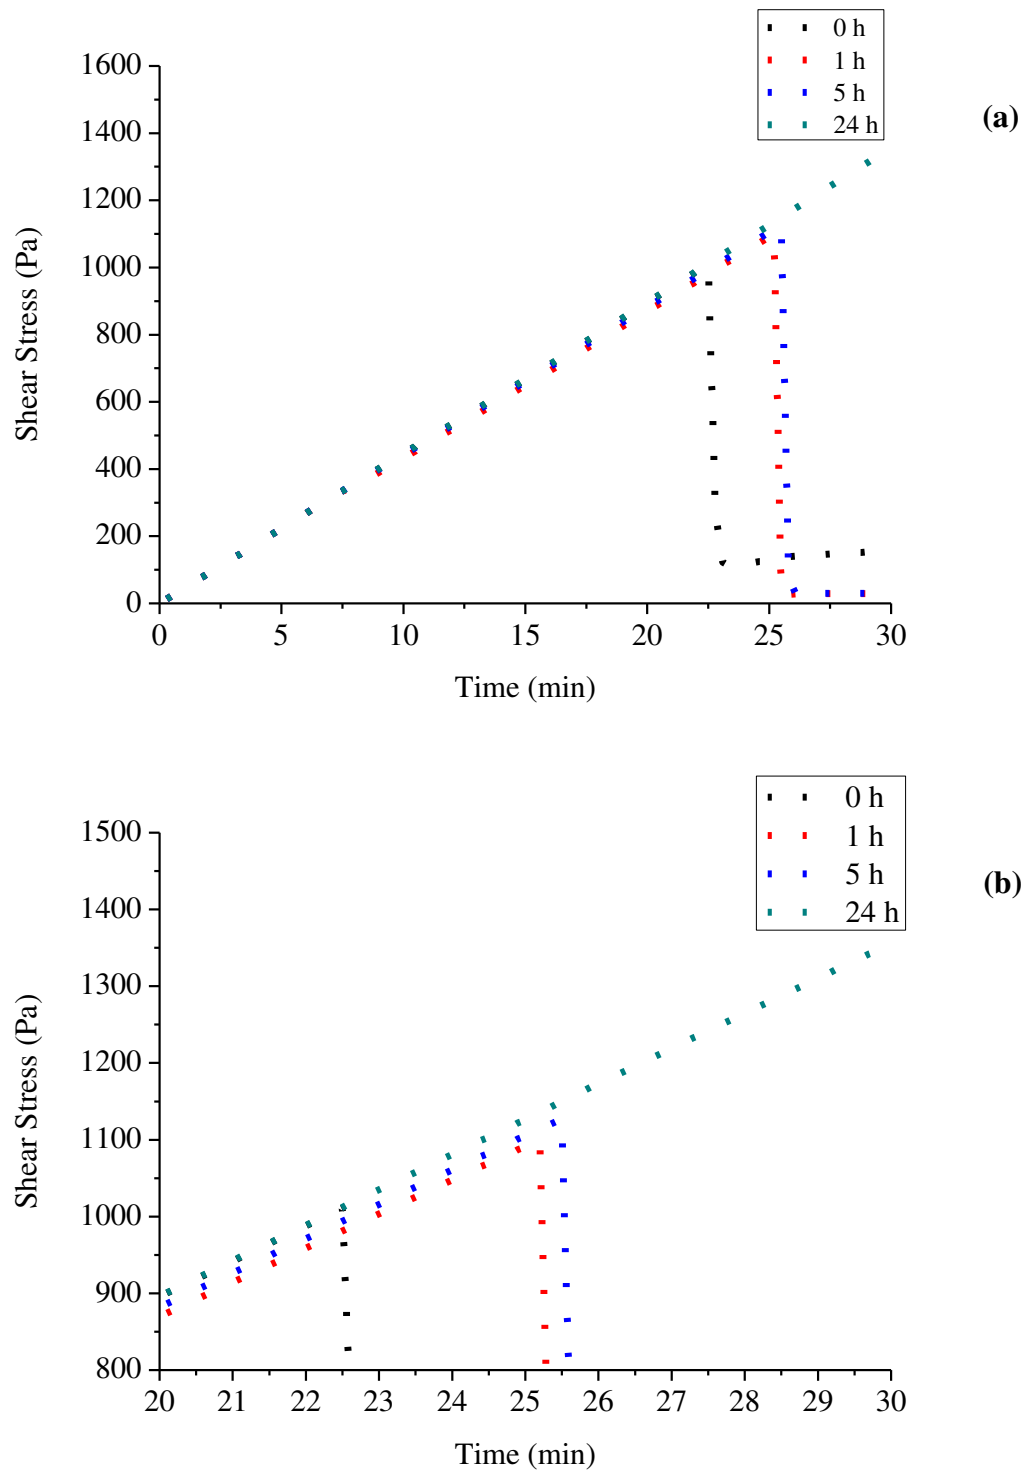 0 h
1 h
5 h
24 h
(a)
1600
1400
1200
1000
800
600
400
200
0
Shear Stress (Pa)
0 5 10 15 20 25 30
Time (min)
0 h
1 h
5 h
24 h
(b)
1500
1400
1300
1200
1100
1000
900
800
Shear Stress (Pa)
20 21 22 23 24 25 26 27 28 29 30
Time (min)